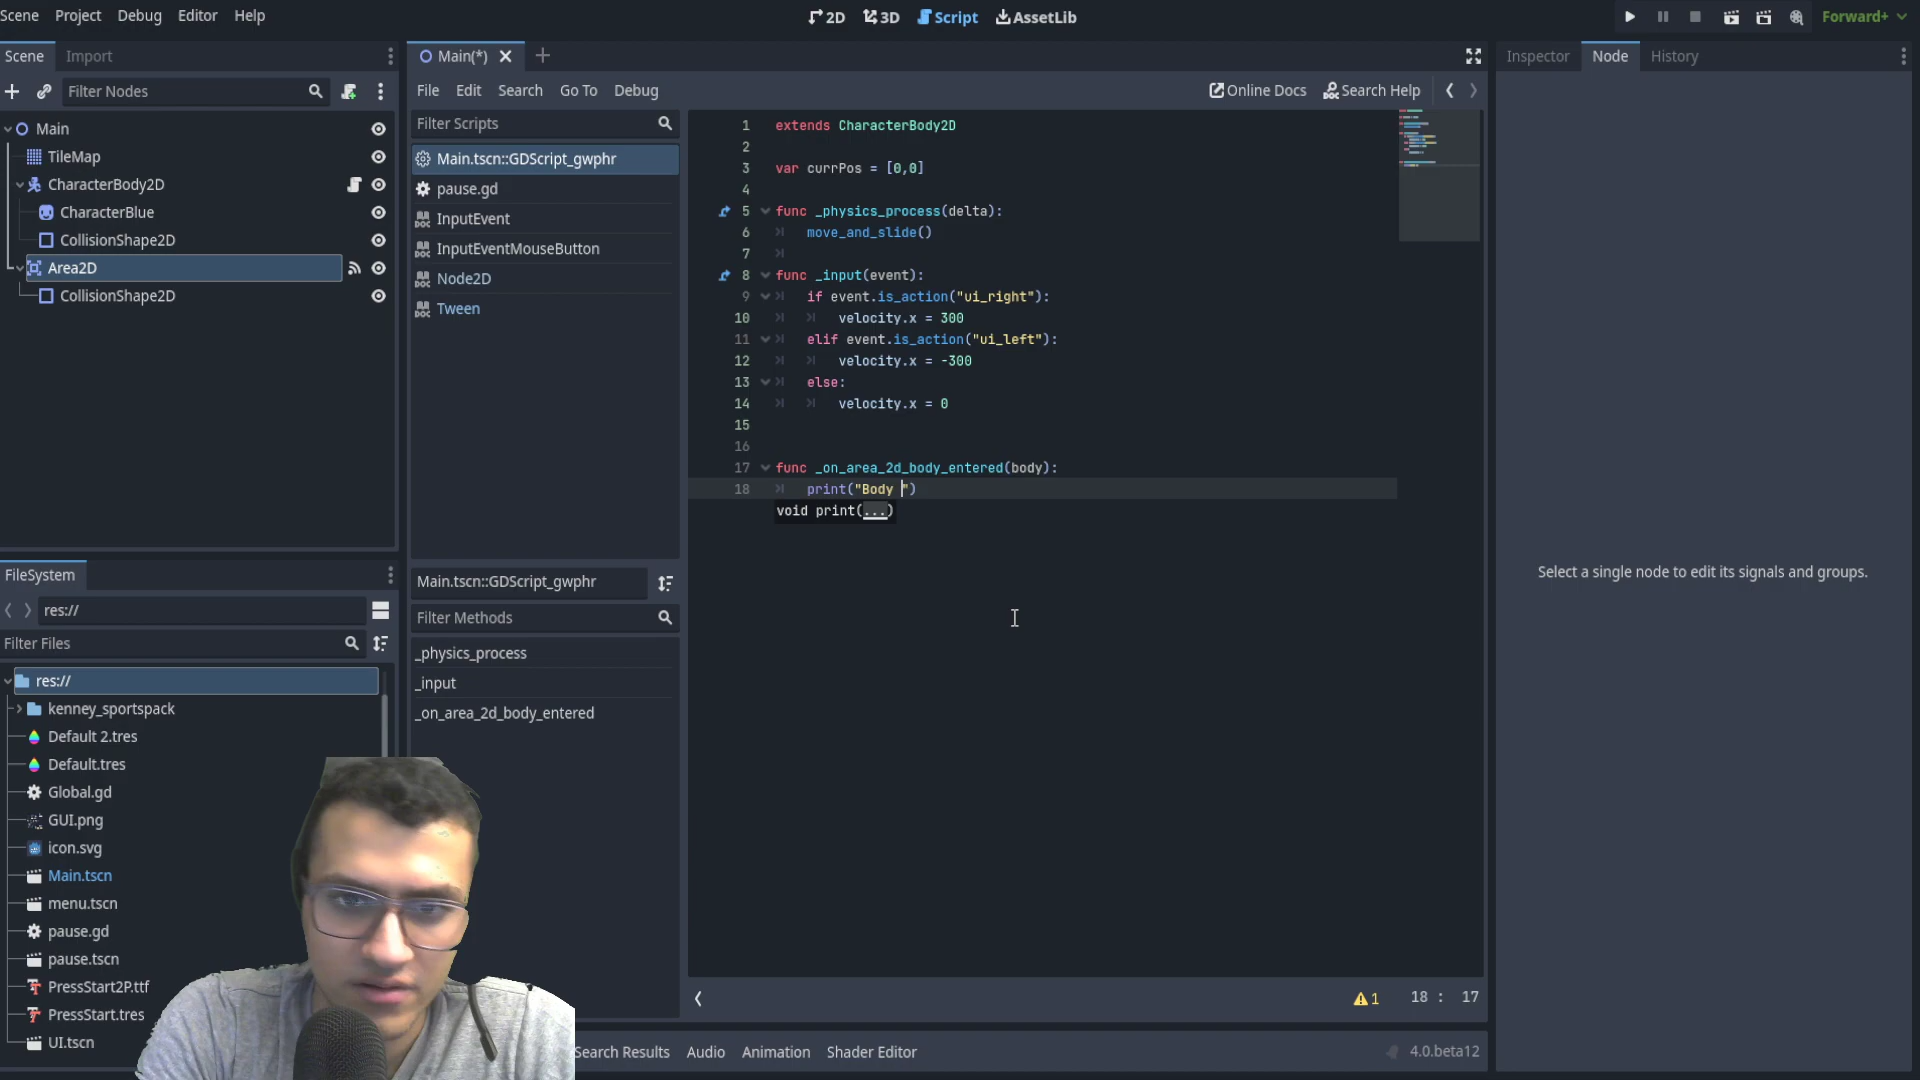 Scene Project Debug Editor Help
2D 3D Script AssetLib
Forward+
Scene Import
Filter Nodes
Main
TileMap
CharacterBody2D
CharacterBlue
CollisionShape2D
Area2D
CollisionShape2D
FileSystem
res://
Filter Files
res://
kenney_sportspack
Default 2.tres
Default.tres
Global.gd
GUI.png
icon.svg
Main.tscn
menu.tscn
pause.gd
pause.tscn
PressStart2P.ttf
PressStart.tres
UI.tscn
Main(*)
File Edit Search Go To Debug
Online Docs Search Help
Filter Scripts
Main.tscn::GDScript_gwphr
pause.gd
InputEvent
InputEventMouseButton
Node2D
Tween
Main.tscn::GDScript_gwphr
Filter Methods
_physics_process
_input
_on_area_2d_body_entered
1 extends CharacterBody2D
2
3 var currPos = [0,0]
4
5 func _physics_process(delta):
6 move_and_slide()
7
8 func _input(event):
9 if event.is_action("ui_right"):
10 velocity.x = 300
11 elif event.is_action("ui_left"):
12 velocity.x = -300
13 else:
14 velocity.x = 0
15
16
17 func _on_area_2d_body_entered(body):
18 print("Body ")
void print(...)
1 18 : 17
Search Results Audio Animation Shader Editor
4.0.beta12
Inspector Node History
Select a single node to edit its signals and groups.